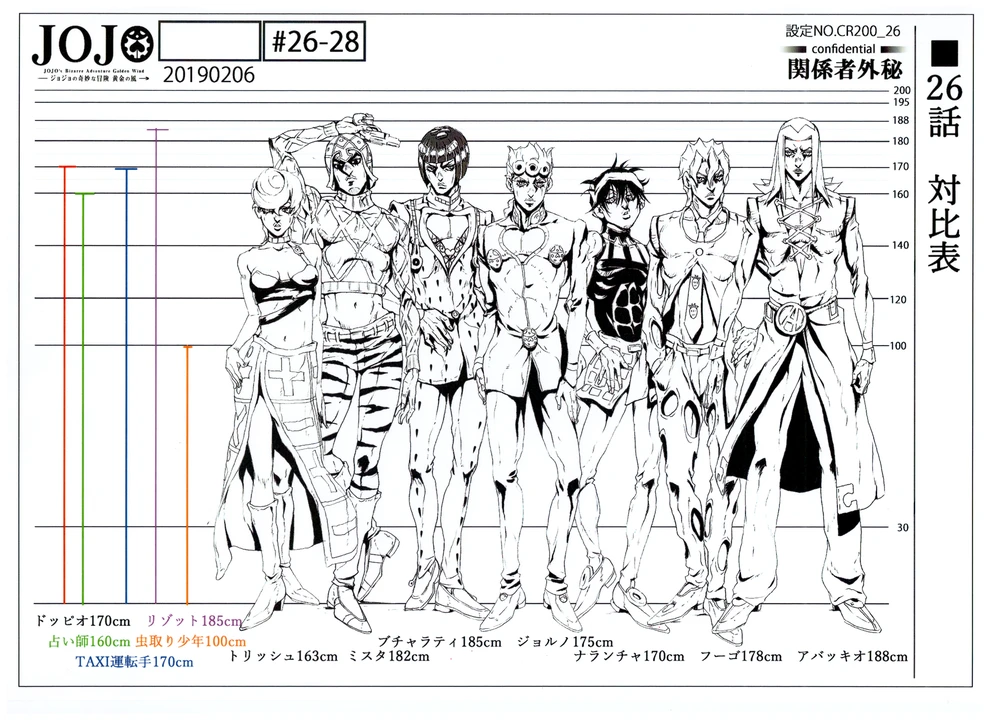 JOJO
JOJO's Bizarre Adventure Golden Wind
ジョジョの奇妙な冒険 黄金の風
#26-28
20190206
設定NO.CR200_26
confidential
関係者外秘
■26話 対比表
200
195
188
180
170
160
140
120
100
30
ドッピオ170cm リゾット185cm
占い師160cm 虫取り少年100cm
TAXI運転手170cm
ブチャラティ185cm ジョルノ175cm
トリッシュ163cm ミスタ182cm ナランチャ170cm フーゴ178cm アバッキオ188cm